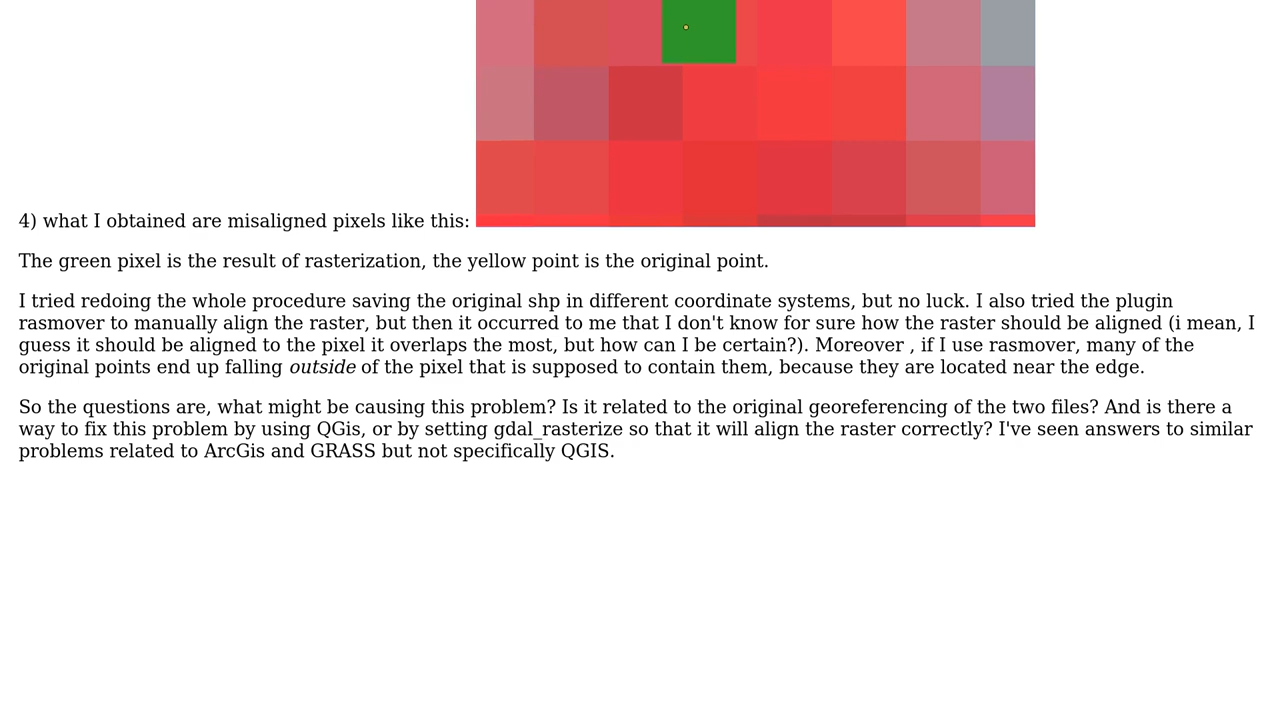 4) what I obtained are misaligned pixels like this:
The green pixel is the result of rasterization, the yellow point is the original point.
I tried redoing the whole procedure saving the original shp in different coordinate systems, but no luck. I also tried the plugin
rasmover to manually align the raster, but then it occurred to me that I don't know for sure how the raster should be aligned (i mean, I
guess it should be aligned to the pixel it overlaps the most, but how can I be certain?). Moreover , if I use rasmover, many of the
original points end up falling outside of the pixel that is supposed to contain them, because they are located near the edge.
So the questions are, what might be causing this problem? Is it related to the original georeferencing of the two files? And is there a
way to fix this problem by using QGis, or by setting gdal_rasterize so that it will align the raster correctly? I've seen answers to similar
problems related to ArcGis and GRASS but not specifically QGIS.